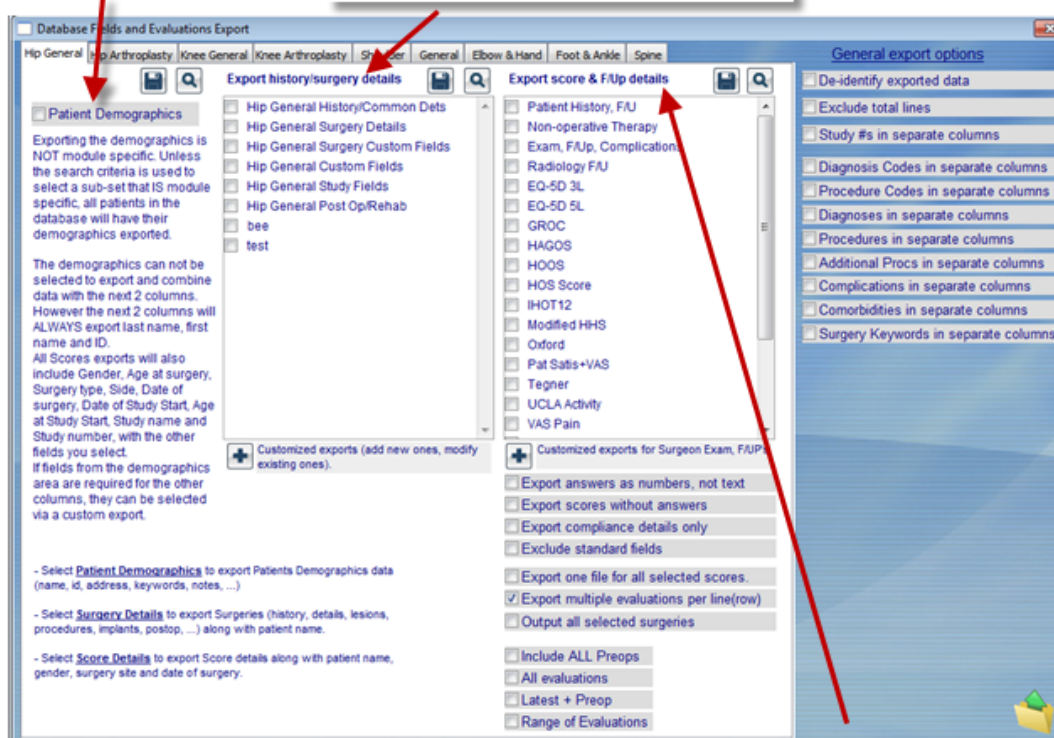 Database Fields and Evaluations Export
Hip General
Hip Arthroplasty
Knee General
Knee Arthroplasty
General
Elbow & Hand
Foot & Ankle
Spine
Patient Demographics
Exporting the demographics is
NOT module specific. Unless
the search criteria is used to
select a sub-set that IS module
specific, all patients in the
database will have their
demographics exported.
The demographics can not be
selected to export and combine
data with the next 2 columns.
However the next 2 columns will
ALWAYS export last name, first
name and ID.
All Scores exports will also
include Gender, Age at surgery,
Surgery type, Side, Date of
surgery, Date of Study Start, Age
at Study Start, Study name and
Study number, with the other
fields you select.
If fields from the demographics
area are required for the other
columns, they can be selected
via a custom export.
Export history/surgery details
Hip General History/Common Dets
Hip General Surgery Details
Hip General Surgery Custom Fields
Hip General Custom Fields
Hip General Study Fields
Hip General Post Op/Rehab
bee
test
Customized exports (add new ones, modify
existing ones).
Export score & F/Up details
Patient History, F/U
Non-operative Therapy
Exam, F/Up, Complications
Radiology F/U
EQ-5D 3L
EQ-5D 5L
GROC
HAGOS
HOOS
HOS Score
IHOT12
Modified HHS
Oxford
Pat Satis+VAS
Tegner
UCLA Activity
VAS Pain
Customized exports for Surgeon Exam, F/UP's
Export answers as numbers, not text
Export scores without answers
Export compliance details only
Exclude standard fields
Export one file for all selected scores.
Export multiple evaluations per line(row)
Output all selected surgeries
Include ALL Preops
All evaluations
Latest + Preop
Range of Evaluations
- Select Patient Demographics to export Patients Demographics data
(name, id, address, keywords, notes, ...)
- Select Surgery Details to export Surgeries (history, details, lesions,
procedures, implants, postop, ...) along with patient name.
- Select Score Details to export Score details along with patient name,
gender, surgery site and date of surgery.
General export options
De-identify exported data
Exclude total lines
Study #s in separate columns
Diagnosis Codes in separate columns
Procedure Codes in separate columns
Diagnoses in separate columns
Procedures in separate columns
Additional Procs in separate columns
Complications in separate columns
Comorbidities in separate columns
Surgery Keywords in separate columns